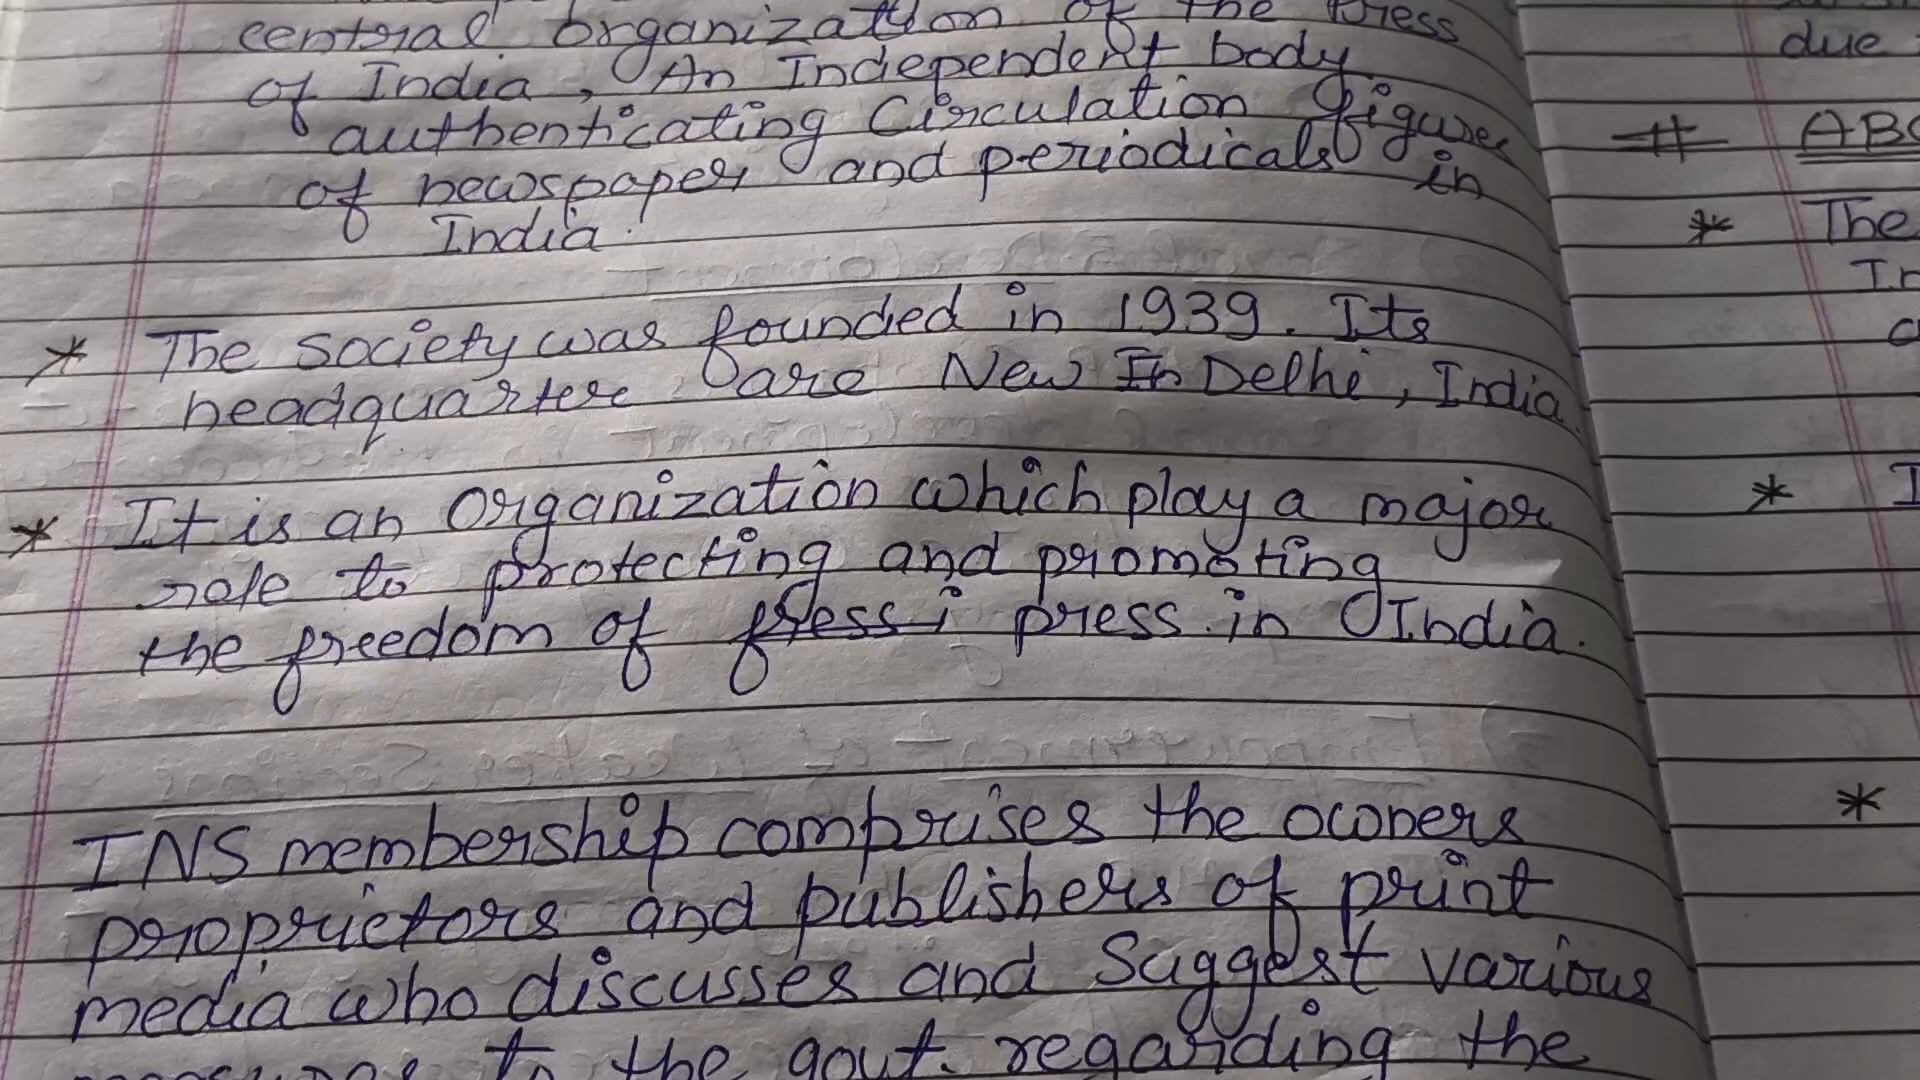 central organization of the Press
of India, An Independent body
authenticating Circulation figures
of newspaper and periodicals in
India.
* The society was founded in 1939. Its
headquarters are New In Delhi, India.
* It is an Organization which play a major
role to protecting and promoting
the freedom of press i press in India.
INS membership comprises the owners
proprietors and publishers of print
media who discusses and Suggest various
to the govt. regarding the
due
# ABC
* The
* I
*